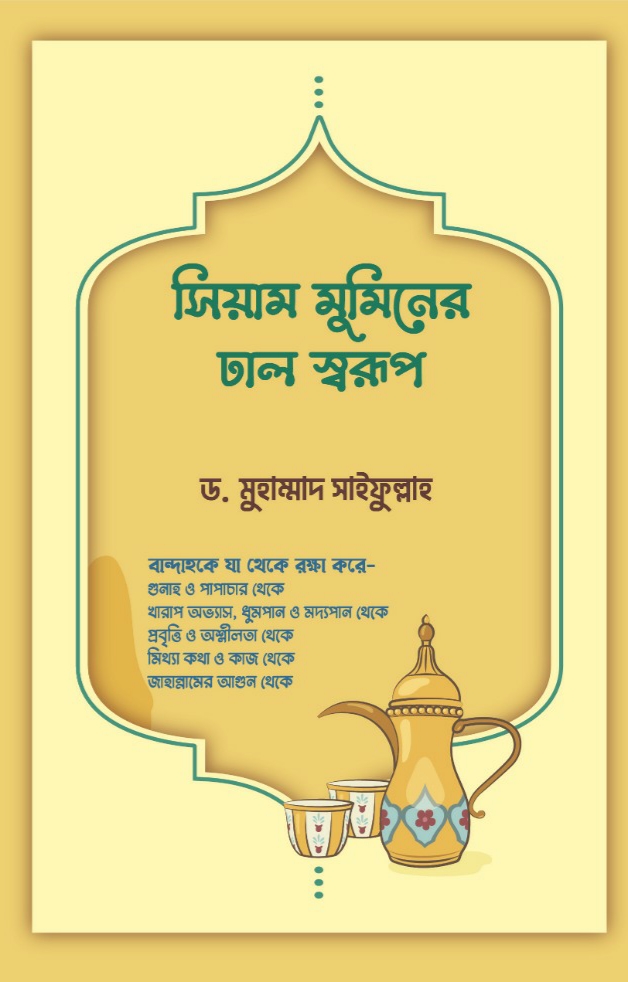 সিয়াম মুমিনের
ঢাল স্বরূপ
ড. মুহাম্মাদ সাইফুল্লাহ
বান্দাহকে যা থেকে রক্ষা করে-
গুনাহ ও পাপাচার থেকে
খারাপ অভ্যাস, ধুমপান ও মদ্যপান থেকে
প্রবৃত্তি ও অশ্লীলতা থেকে
মিথ্যা কথা ও কাজ থেকে
জাহান্নামের আগুন থেকে